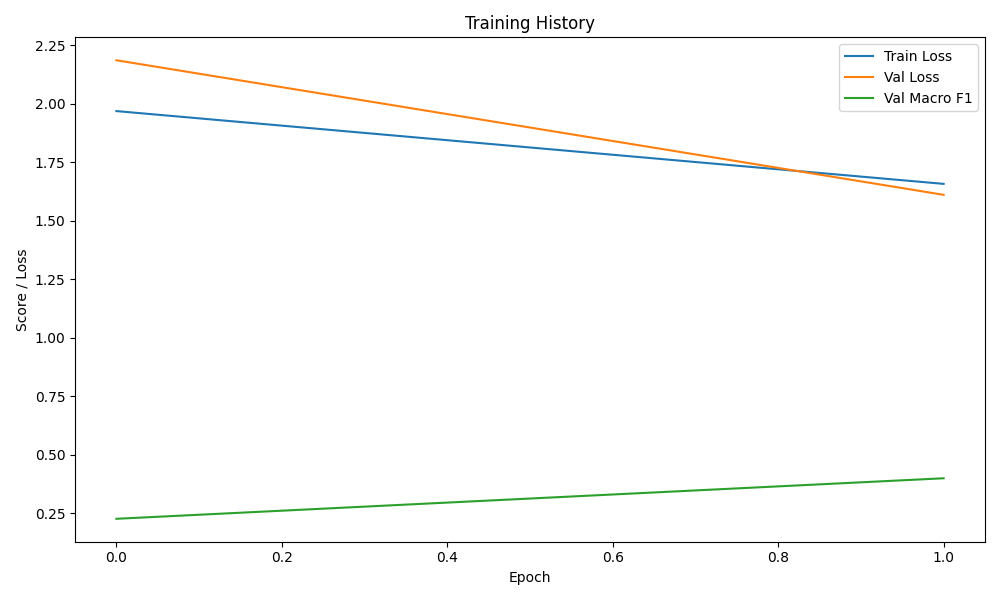 Training History
Train Loss
Val Loss
Val Macro F1
Score / Loss
2.25
2.00
1.75
1.50
1.25
1.00
0.75
0.50
0.25
0.0 0.2 0.4 0.6 0.8 1.0
Epoch